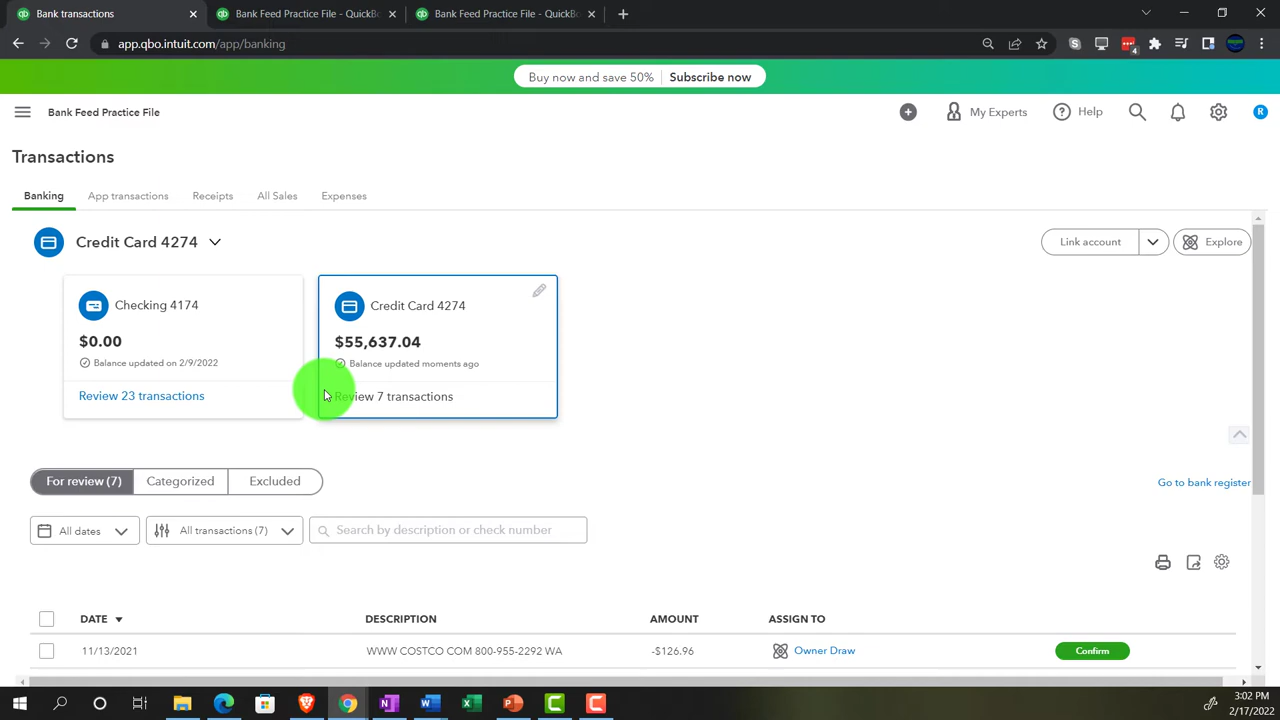 Banking transactions
Bank Feed Practice File - QuickBo
Bank Feed Practice File - QuickBo
app.qbo.intuit.com/app/banking
4
Buy now and save 50% | Subscribe now
Bank Feed Practice File
My Experts
Help
R
Transactions
Banking
App transactions
Receipts
All Sales
Expenses
Credit Card 4274
Link account
Explore
Checking 4174
Credit Card 4274
$0.00
$55,637.04
Balance updated on 2/9/2022
Balance updated moments ago
Review 23 transactions
Review 7 transactions
For review (7)
Categorized
Excluded
Go to bank register
All dates
All transactions (7)
Search by description or check number
DATE
DESCRIPTION
AMOUNT
ASSIGN TO
11/13/2021
WWW COSTCO COM 800-955-2292 WA
-$126.96
Owner Draw
Confirm
3:02 PM
2/17/2022